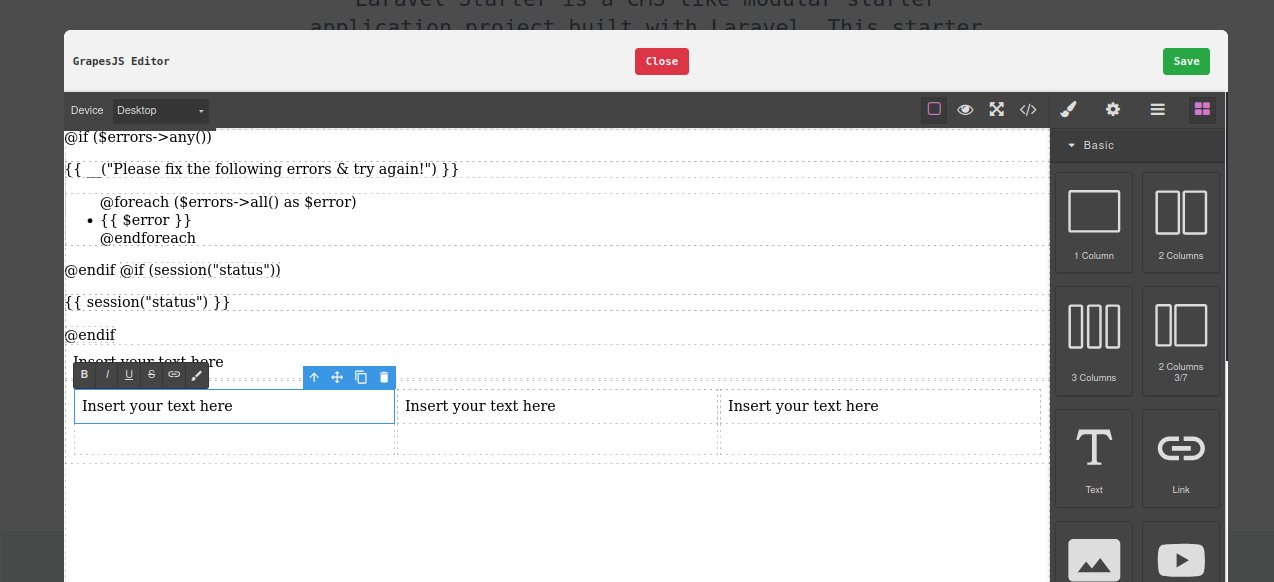 Laravel Starter is a CMS like modular starter
application project built with Laravel. This starter
GrapesJS Editor
Close
Save
Device
Desktop
</>
Basic
@if ($errors->any())
{{ __("Please fix the following errors & try again!") }}
@foreach ($errors->all() as $error)
• {{ $error }}
@endforeach
@endif @if (session("status"))
{{ session("status") }}
@endif
Insert your text here
B I U S
Insert your text here
Insert your text here
Insert your text here
1 Column
2 Columns
3 Columns
2 Columns
3/7
Text
Link